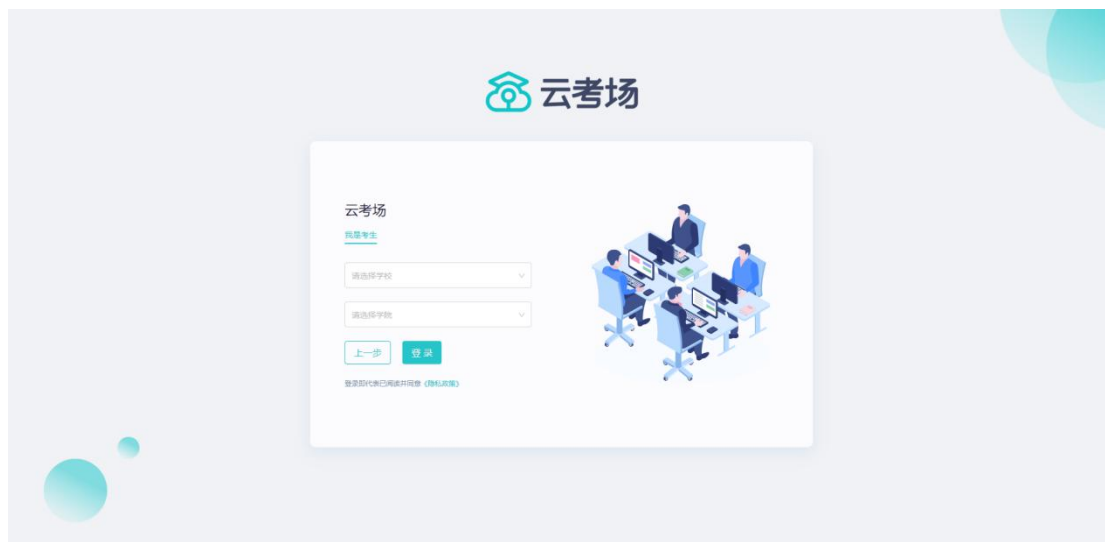 云考场
云考场
我是考生
请选择学校
请选择学院
上一步
登录
登录即代表已阅读并同意《隐私政策》